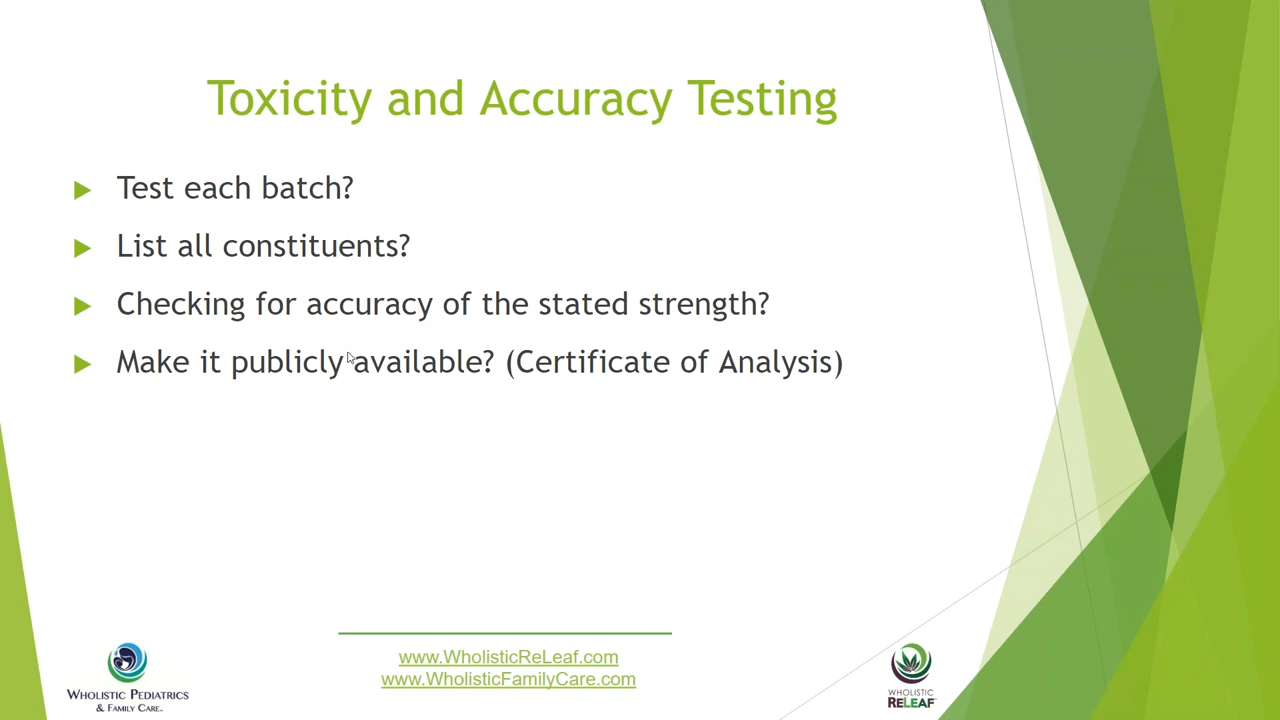 Toxicity and Accuracy Testing
Test each batch?
List all constituents?
Checking for accuracy of the stated strength?
Make it publicly available? (Certificate of Analysis)
www.WholisticReLeaf.com
www.WholisticFamilyCare.com
WHOLISTIC PEDIATRICS
& FAMILY CARE.
WHOLISTIC
RELEAF